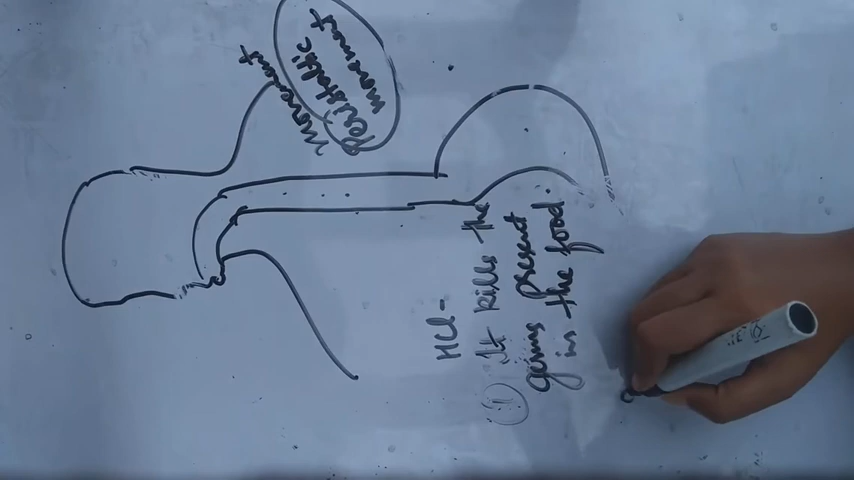 movement
Peristaltic
movement
HCl-
① It kills the
germs present
in the food.